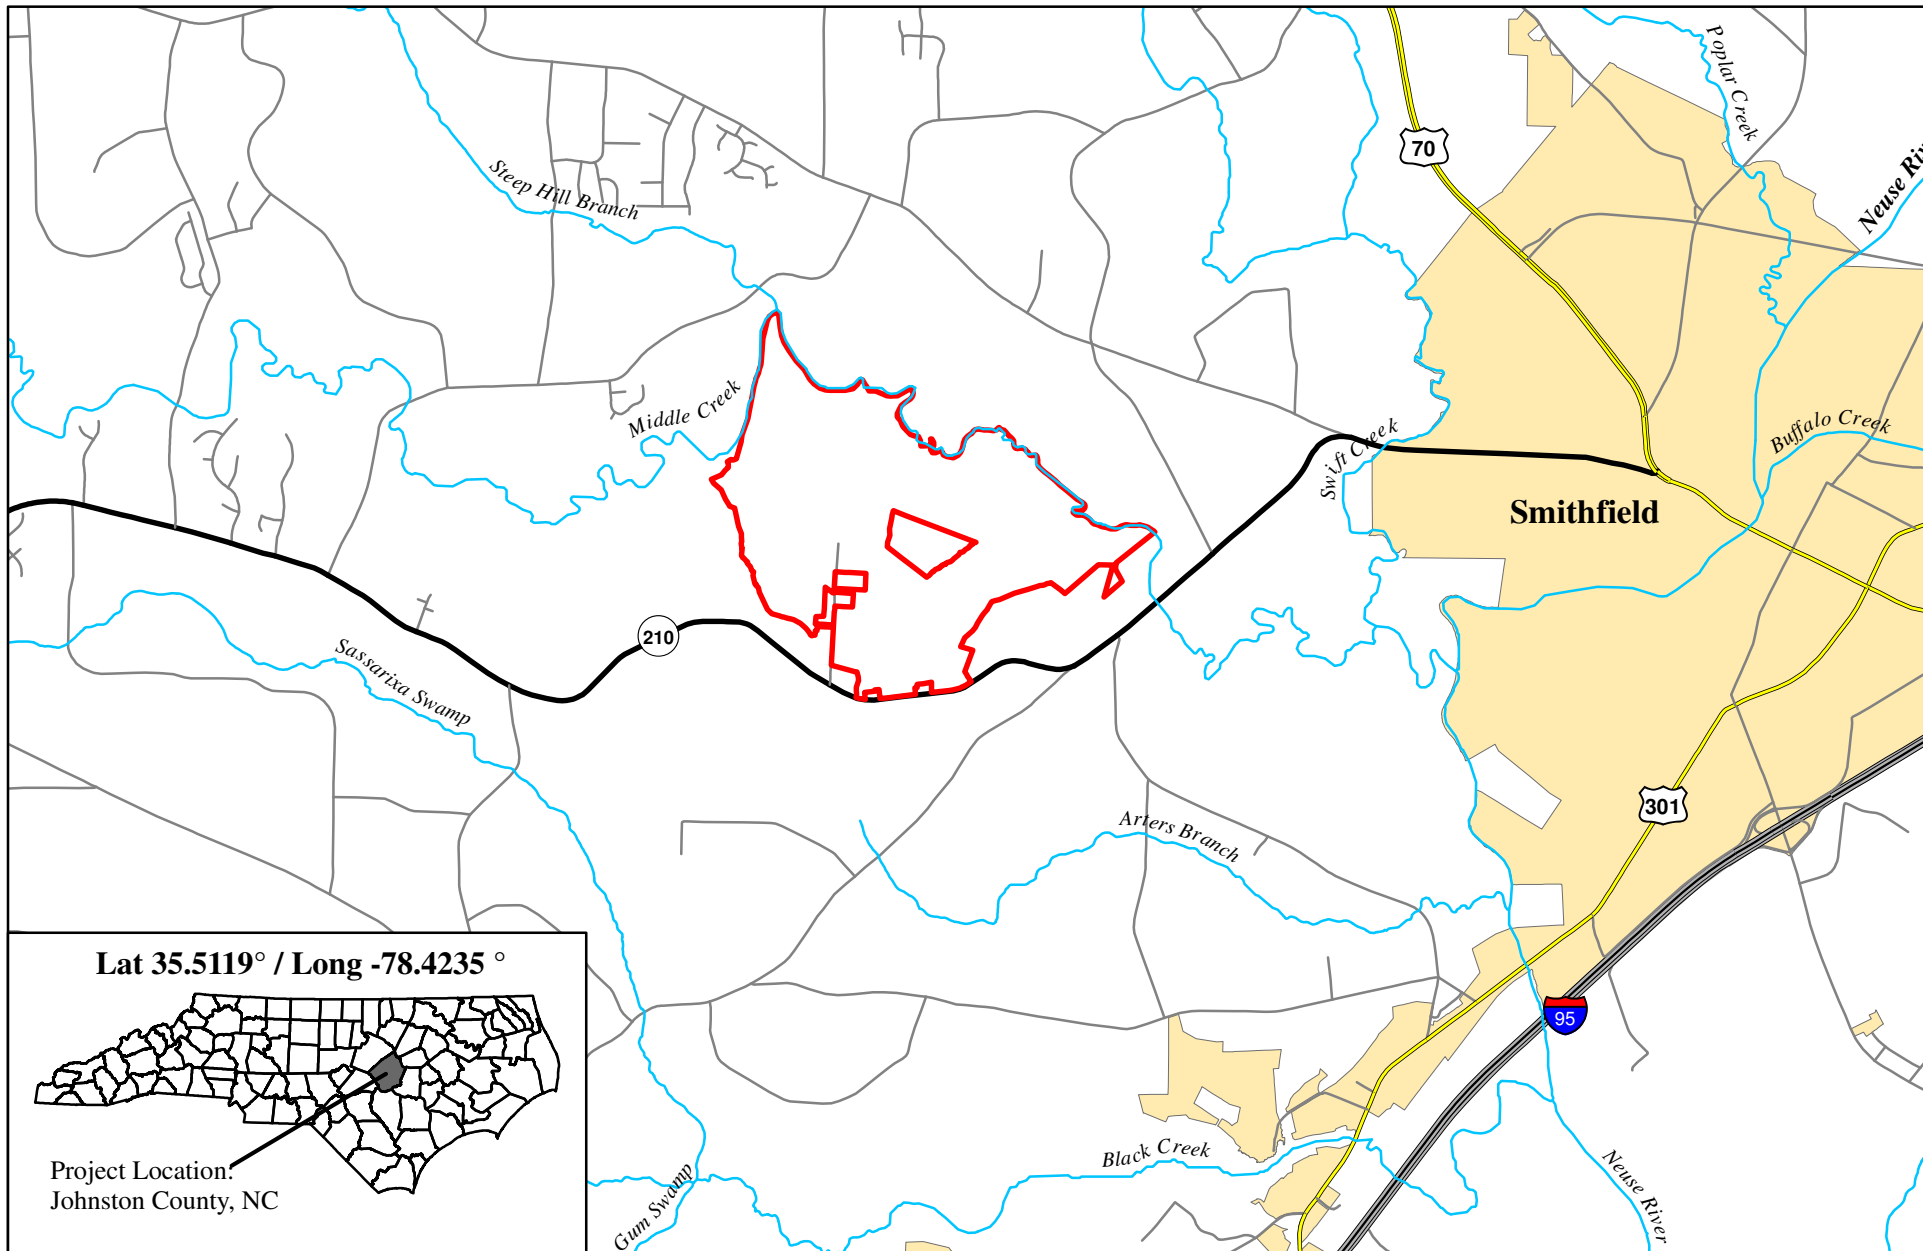 Poplar Creek
70
Neuse Riv
Steep Hill Branch
Middle Creek
Buffalo Creek
Swift Creek
Smithfield
210
Sassarixa Swamp
301
Arters Branch
Lat 35.5119° / Long -78.4235 °
95
Project Location:
Johnston County, NC
Black Creek
Gum Swamp
Neuse River